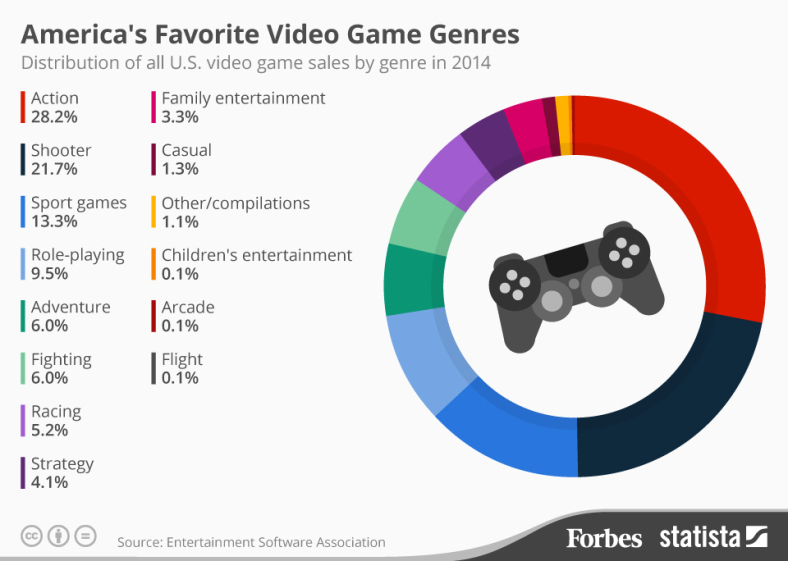 America's Favorite Video Game Genres
Distribution of all U.S. video game sales by genre in 2014
Action
28.2%
Shooter
21.7%
Sport games
13.3%
Role-playing
9.5%
Adventure
6.0%
Fighting
6.0%
Racing
5.2%
Strategy
4.1%
Family entertainment
3.3%
Casual
1.3%
Other/compilations
1.1%
Children's entertainment
0.1%
Arcade
0.1%
Flight
0.1%
cc
Source: Entertainment Software Association
Forbes statista